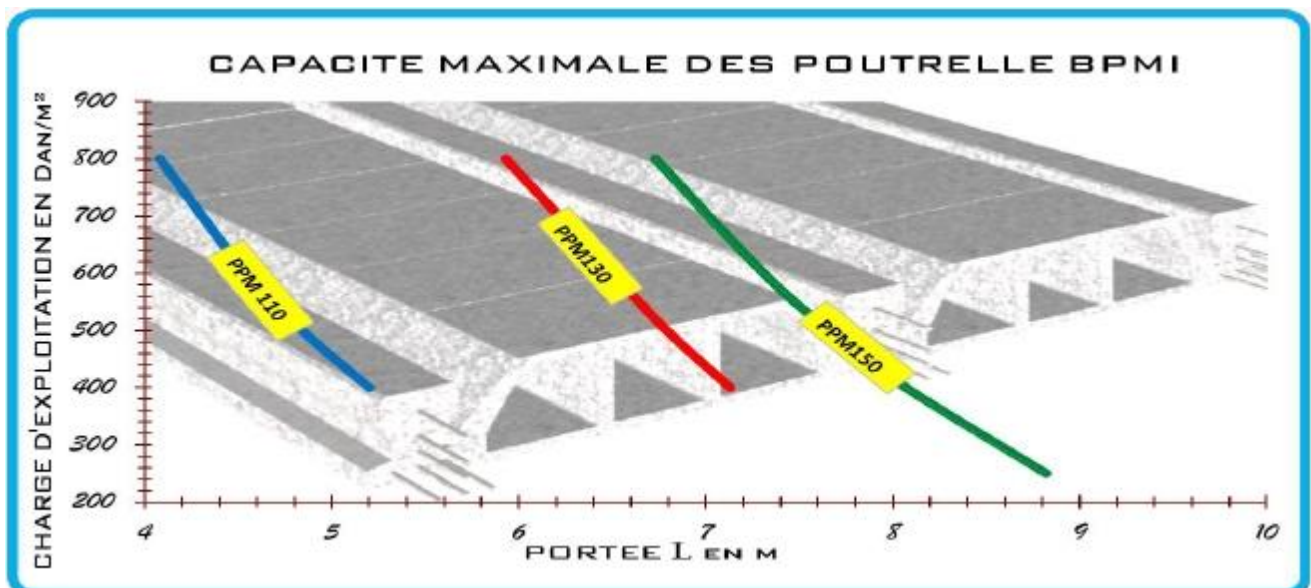 CAPACITE MAXIMALE DES POUTRELLE BPMI
CHARGE D'EXPLOITATION EN DAN/M²
900
800
700
600
500
400
300
200
PPM 110
PPM130
PPM150
4 5 6 7 8 9 10
PORTEE L EN M